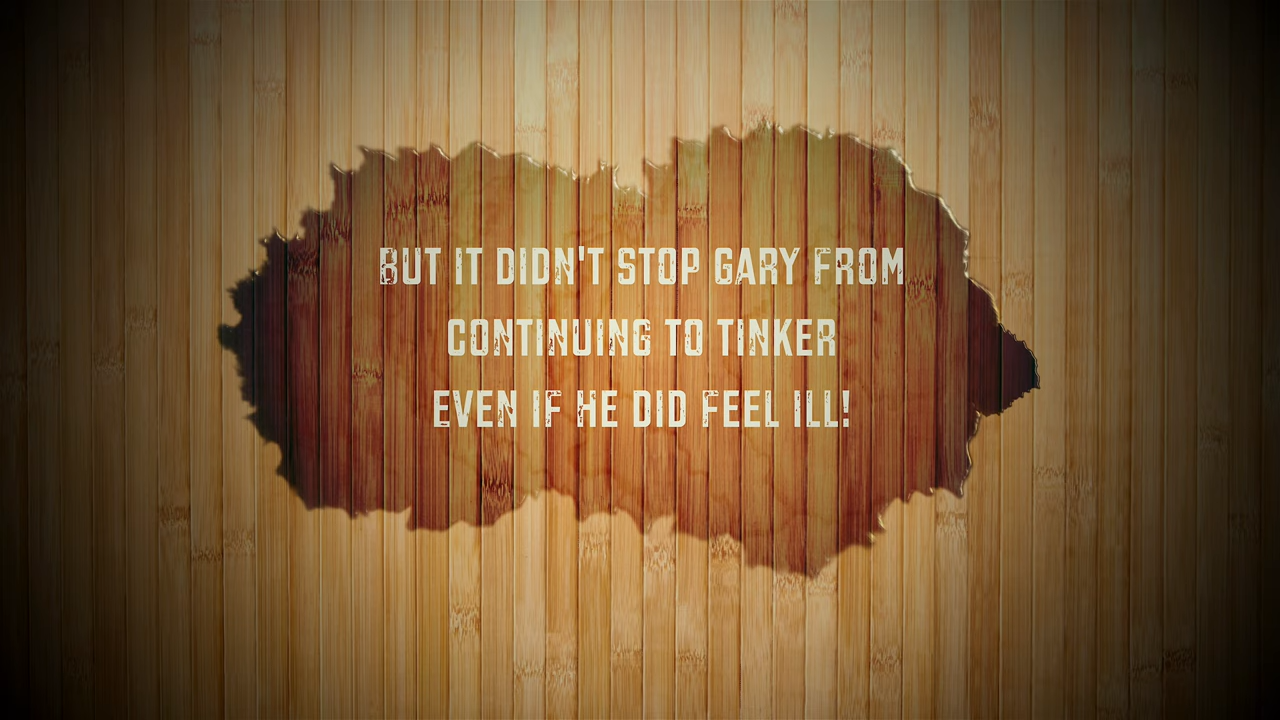 BUT IT DIDN'T STOP GARY FROM
CONTINUING TO TINKER
EVEN IF HE DID FEEL ILL!